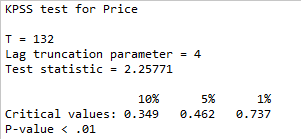 KPSS test for Price
T = 132
Lag truncation parameter = 4
Test statistic = 2.25771
10% 5% 1%
Critical values: 0.349 0.462 0.737
P-value < .01